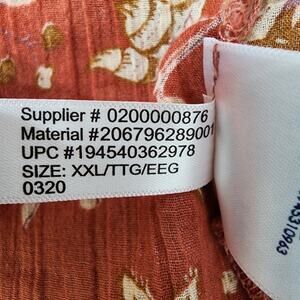 Supplier # 0200000876
Material #206796289001
UPC #194540362978
SIZE: XXL/TTG/EEG
0320